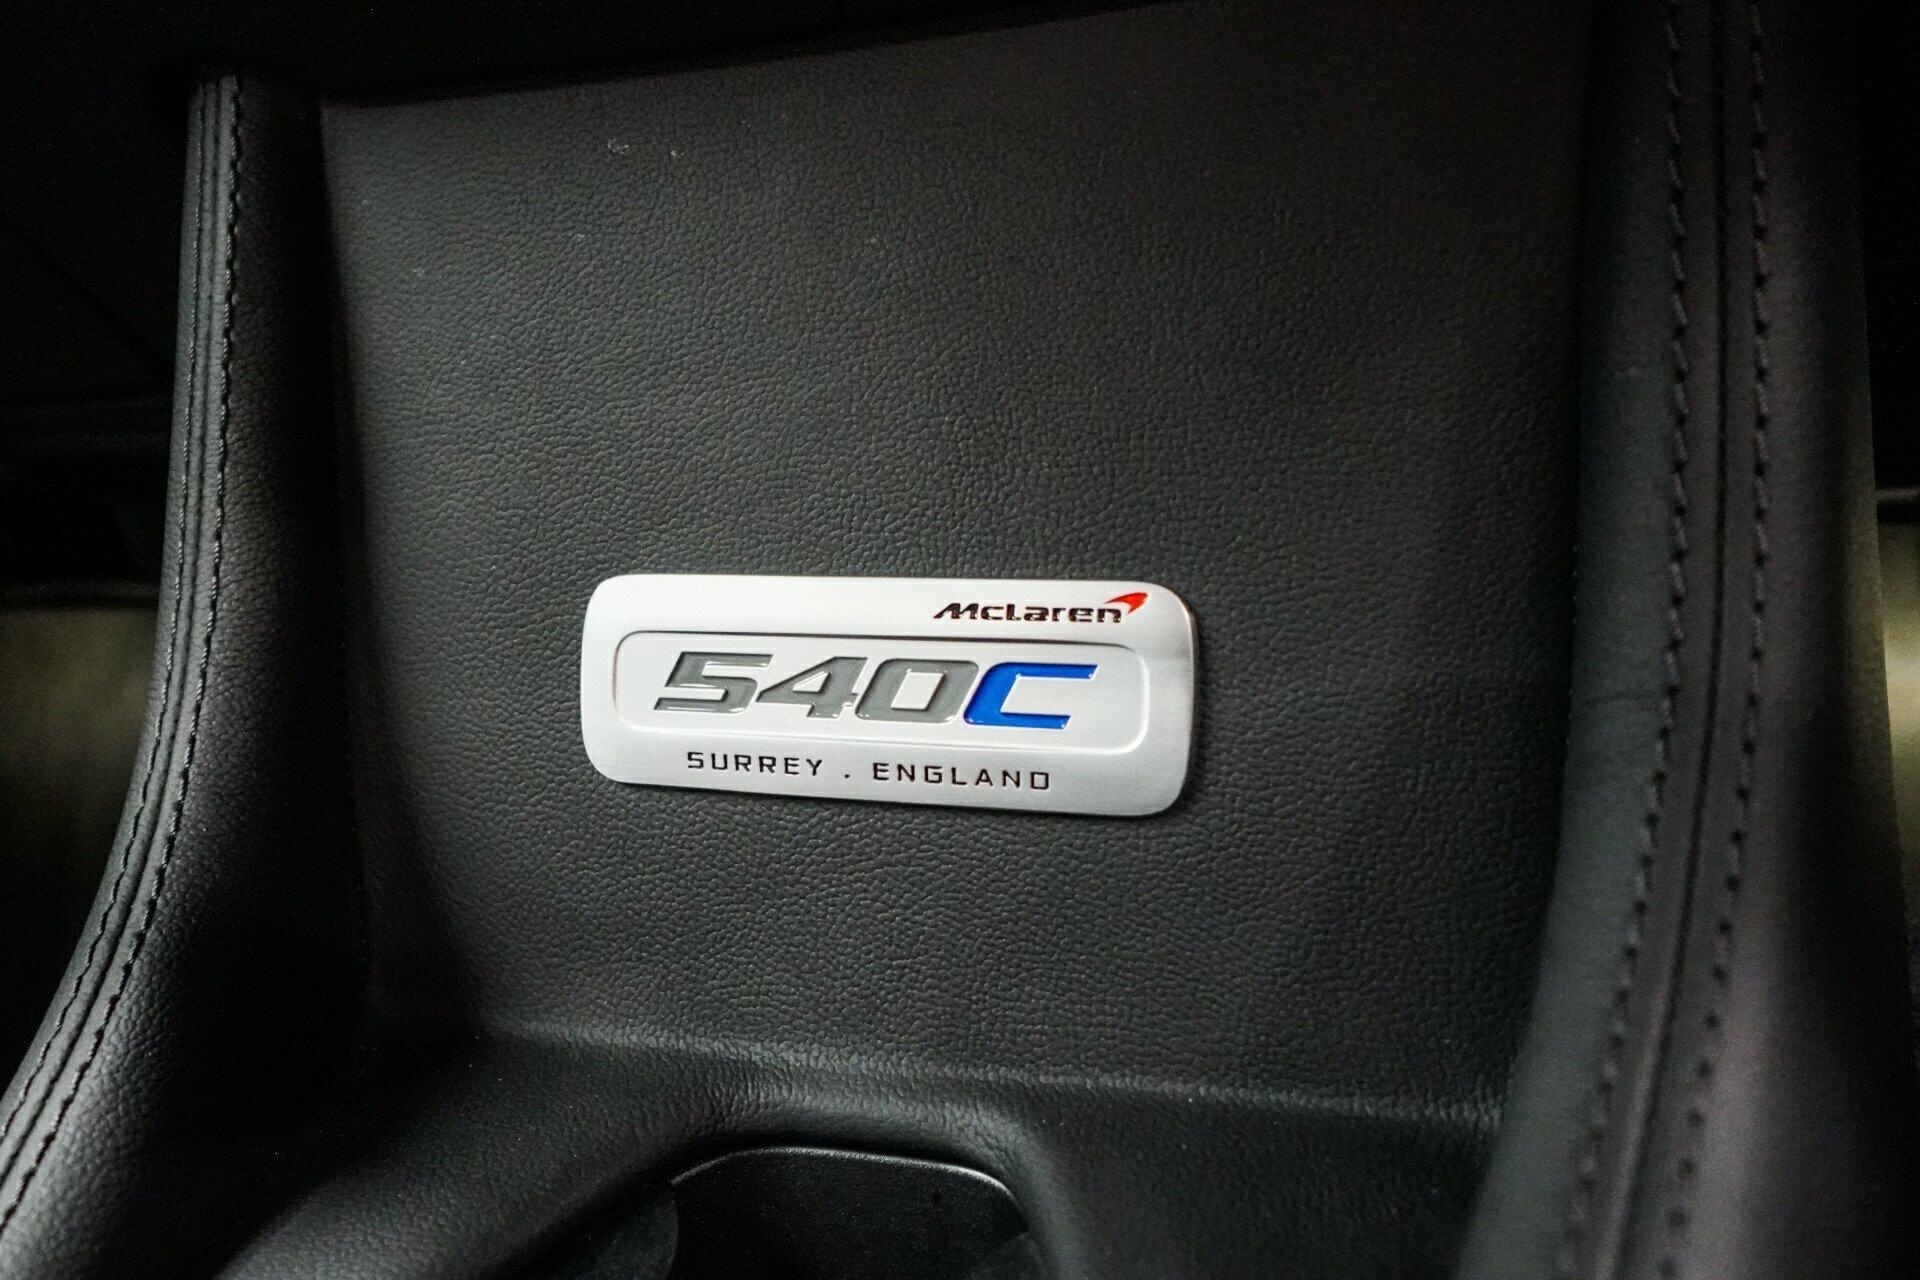 McLaren
540C
SURREY . ENGLAND